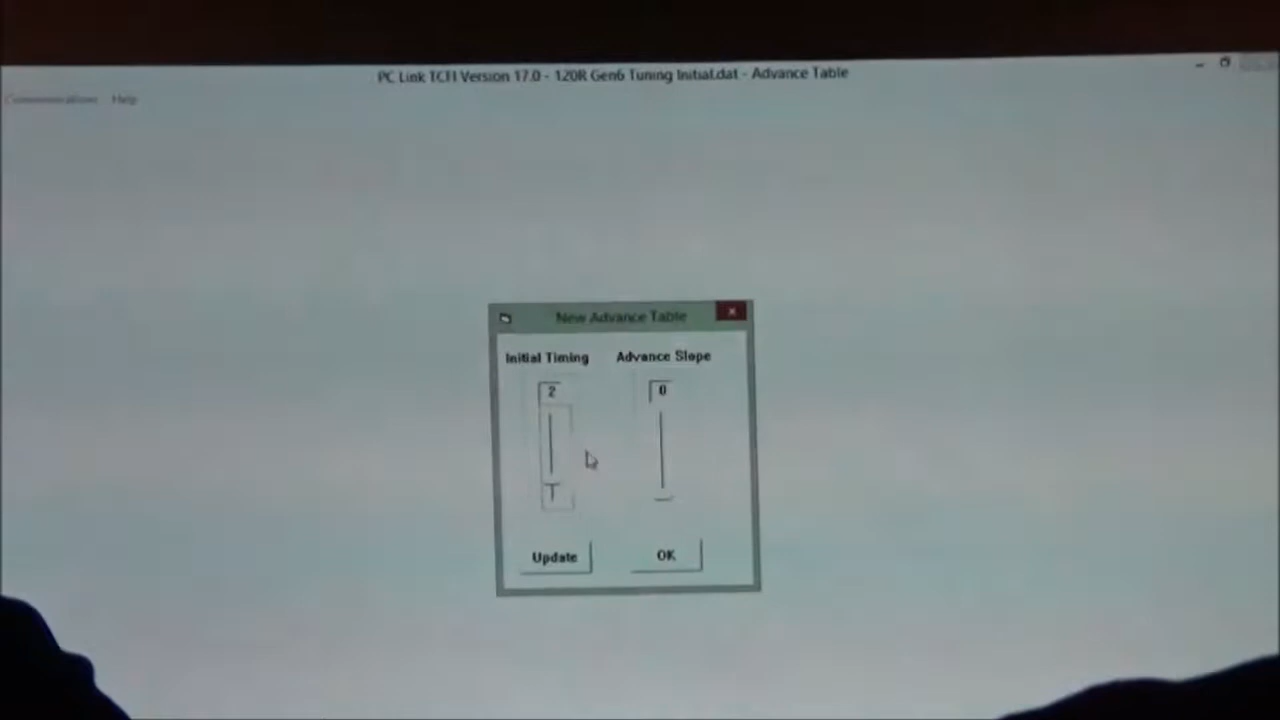 PC Link TCFI Version 17.0 - 120R Gen6 Tuning Initial.dat - Advance Table
Communications Help
New Advance Table
Initial Timing Advance Slope
2 0
Update OK